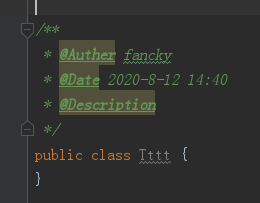 /**
* @Auther fancky
* @Date 2020-8-12 14:40
* @Description
*/
public class Tttt {
}